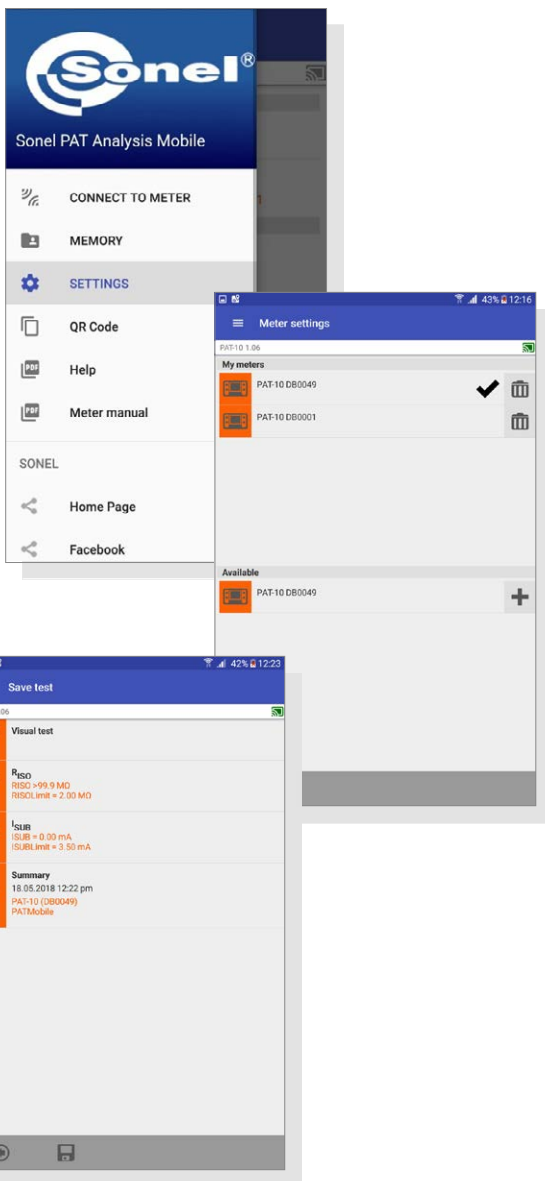 Sonel®
Sonel PAT Analysis Mobile
CONNECT TO METER
MEMORY
SETTINGS
QR Code
PDF
Help
PDF
Meter manual
SONEL
Home Page
Facebook
43% 12:16
Meter settings
PAT-10 1.06
My meters
PAT-10 DB0049
PAT-10 DB0001
Available
PAT-10 DB0049
42% 12:23
Save test
06
Visual test
RISO
RISO >99.9 MΩ
RISOLimit = 2.00 MΩ
ISUB
ISUB = 0.00 mA
ISUBLimit = 3.50 mA
Summary
18.05.2018 12:22 pm
PAT-10 (DB0049)
PATMobile